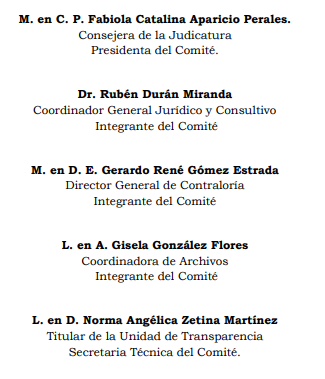 M. en C. P. Fabiola Catalina Aparicio Perales.
Consejera de la Judicatura
Presidenta del Comité.
Dr. Rubén Durán Miranda
Coordinador General Jurídico y Consultivo
Integrante del Comité
M. en D. E. Gerardo René Gómez Estrada
Director General de Contraloría
Integrante del Comité
L. en A. Gisela González Flores
Coordinadora de Archivos
Integrante del Comité
L. en D. Norma Angélica Zetina Martínez
Titular de la Unidad de Transparencia
Secretaria Técnica del Comité.